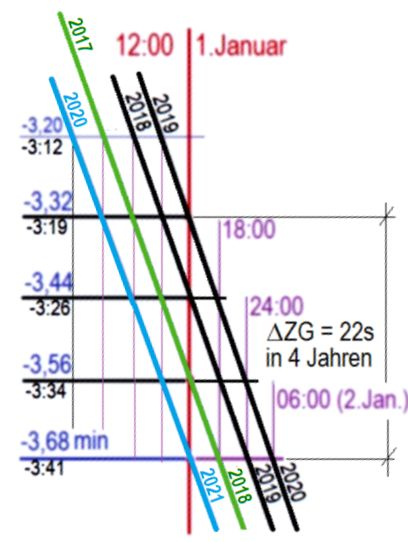 2017
12:00 1.Januar
2020 2018 2019
-3,20
-3:12
-3,32
-3:19
18:00
-3,44
-3:26
24:00
ΔZG = 22s
in 4 Jahren
-3,56
-3:34
06:00 (2.Jan.)
-3,68 min
-3:41
2021 2018 2019 2020